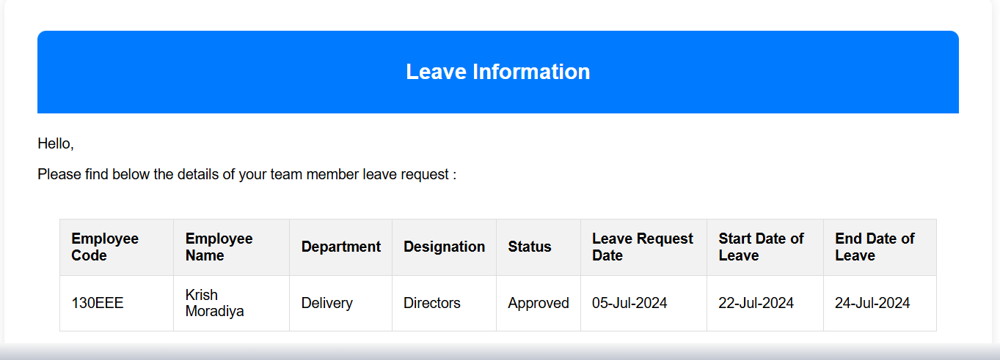 Leave Information
Hello,
Please find below the details of your team member leave request :
Employee Code Employee Name Department Designation Status Leave Request Date Start Date of Leave End Date of Leave
130EEE Krish Moradiya Delivery Directors Approved 05-Jul-2024 22-Jul-2024 24-Jul-2024